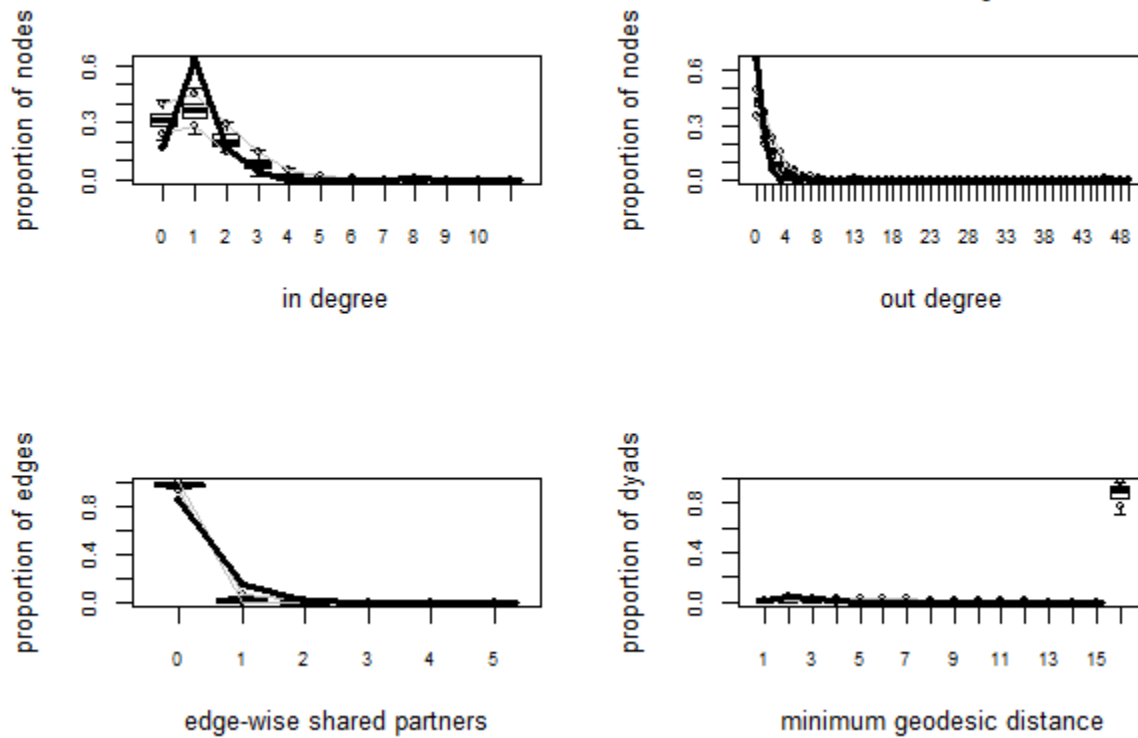 proportion of nodes
0.0 0.3 0.6
0 1 2 3 4 5 6 7 8 9 10
in degree
proportion of nodes
0.0 0.3 0.6
0 4 8 13 18 23 28 33 38 43 48
out degree
proportion of edges
0.0 0.4 0.8
0 1 2 3 4 5
edge-wise shared partners
proportion of dyads
0.0 0.4 0.8
1 3 5 7 9 11 13 15
minimum geodesic distance